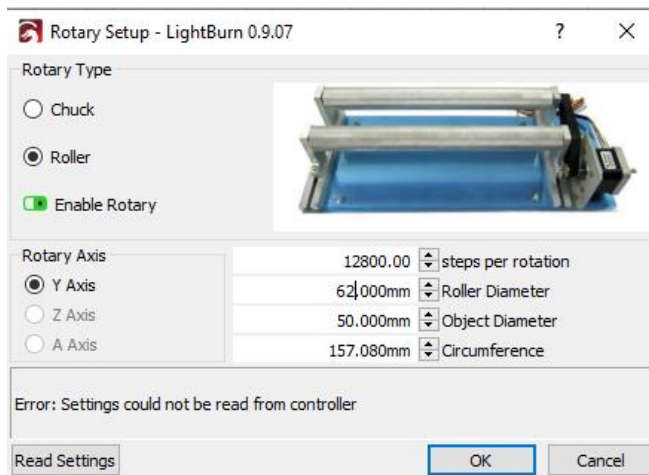 Rotary Setup - LightBurn 0.9.07 ?
Rotary Type
Chuck
Roller
Enable Rotary
Rotary Axis
Y Axis
Z Axis
A Axis
12800.00 steps per rotation
62.000mm Roller Diameter
50.000mm Object Diameter
157.080mm Circumference
Error: Settings could not be read from controller
Read Settings OK Cancel